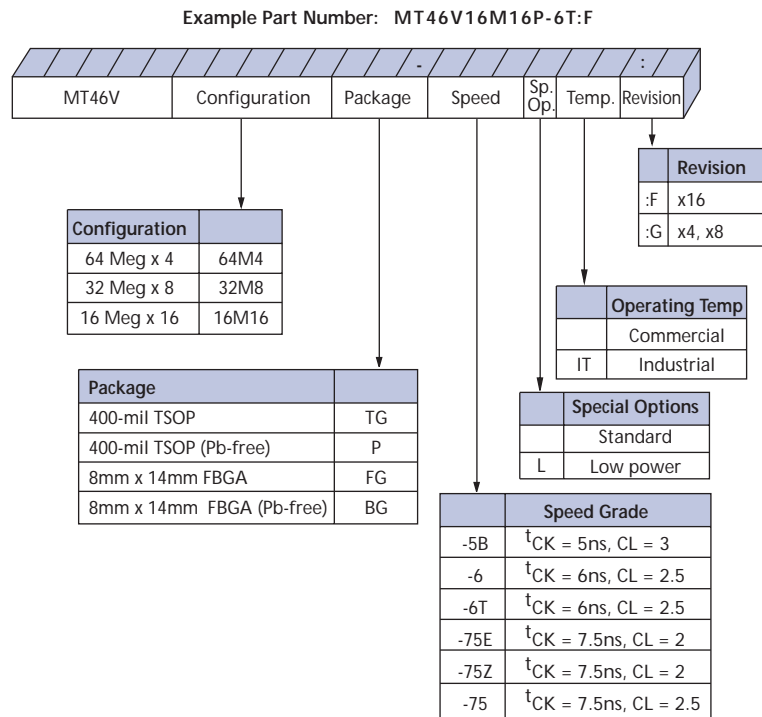 Example Part Number: MT46V16M16P-6T:F
- :
MT46V Configuration Package Speed Sp. Op. Temp. Revision
Revision
:F x16
:G x4, x8
Configuration
64 Meg x 4 64M4
32 Meg x 8 32M8
16 Meg x 16 16M16
Operating Temp
Commercial
IT Industrial
Package
400-mil TSOP TG
400-mil TSOP (Pb-free) P
8mm x 14mm FBGA FG
8mm x 14mm FBGA (Pb-free) BG
Special Options
Standard
L Low power
Speed Grade
-5B tCK = 5ns, CL = 3
-6 tCK = 6ns, CL = 2.5
-6T tCK = 6ns, CL = 2.5
-75E tCK = 7.5ns, CL = 2
-75Z tCK = 7.5ns, CL = 2
-75 tCK = 7.5ns, CL = 2.5